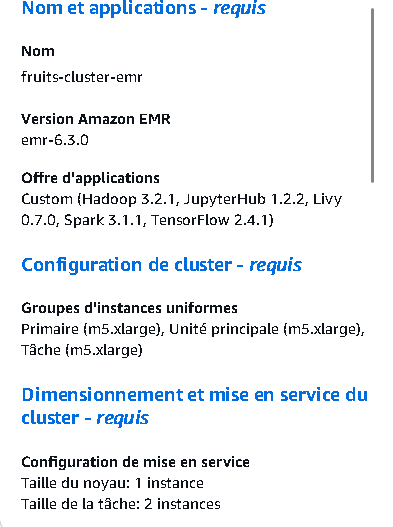 Nom et applications - requis
Nom
fruits-cluster-emr
Version Amazon EMR
emr-6.3.0
Offre d'applications
Custom (Hadoop 3.2.1, JupyterHub 1.2.2, Livy
0.7.0, Spark 3.1.1, TensorFlow 2.4.1)
Configuration de cluster - requis
Groupes d'instances uniformes
Primaire (m5.xlarge), Unité principale (m5.xlarge),
Tâche (m5.xlarge)
Dimensionnement et mise en service du
cluster - requis
Configuration de mise en service
Taille du noyau: 1 instance
Taille de la tâche: 2 instances